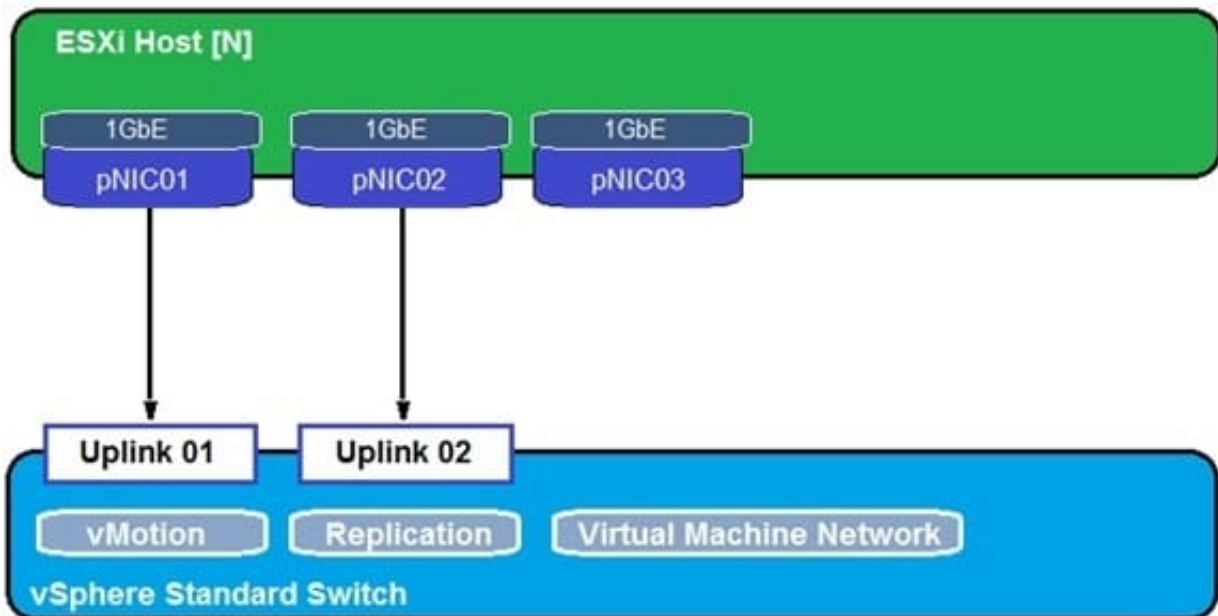 ESXi Host [N]
1GbE 1GbE 1GbE
pNIC01 pNIC02 pNIC03
Uplink 01 Uplink 02
vMotion Replication Virtual Machine Network
vSphere Standard Switch